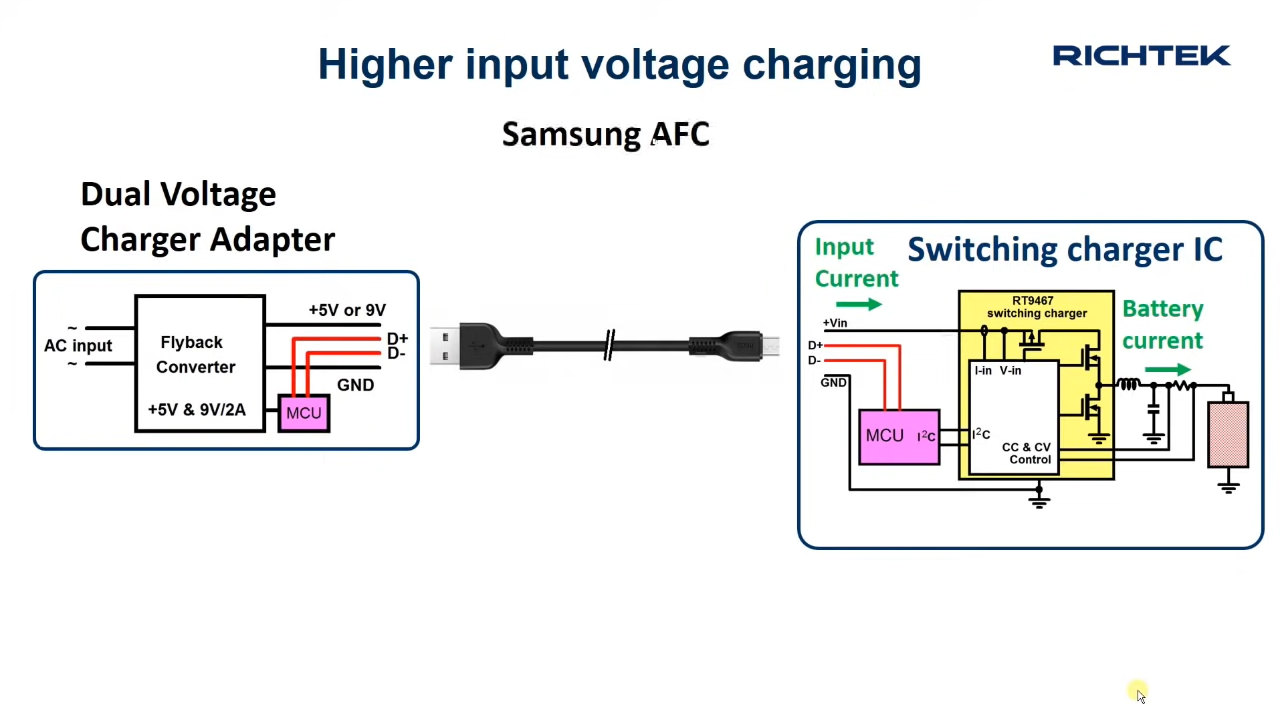 Higher input voltage charging
RICHTEK
Samsung AFC
Dual Voltage
Charger Adapter
+5V or 9V
D+
D-
~
AC input
~
Flyback
Converter
GND
+5V & 9V/2A
MCU
Input
Current
Switching charger IC
RT9467
switching charger
Battery
current
+Vin
D+
D-
GND
I-in
V-in
MCU
I²C
I²C
CC & CV
Control